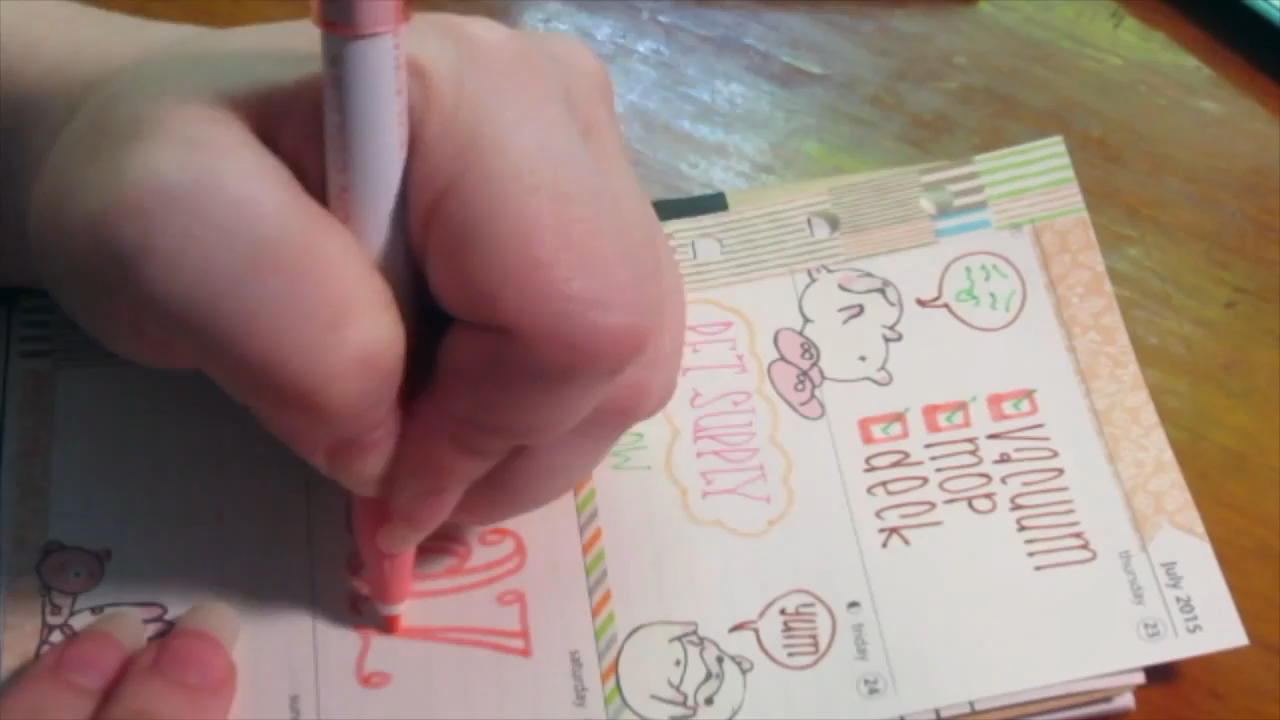 July 2015
thursday 23
vacuum
mop
deck
friday 24
yum
PET SUPPLY
saturday